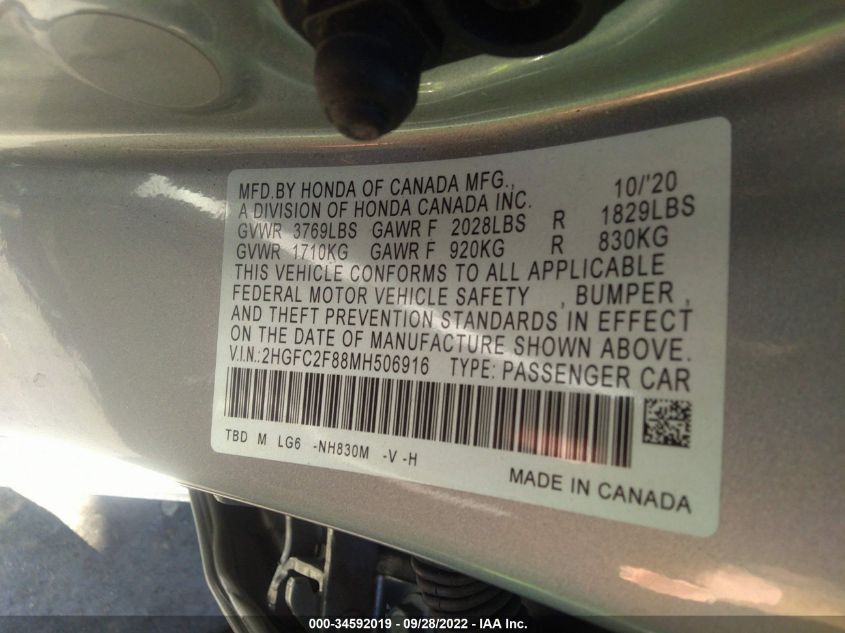 MFD.BY HONDA OF CANADA MFG., 10/'20
A DIVISION OF HONDA CANADA INC.
GVWR 3769LBS GAWR F 2028LBS R 1829LBS
GVWR 1710KG GAWR F 920KG R 830KG
THIS VEHICLE CONFORMS TO ALL APPLICABLE
FEDERAL MOTOR VEHICLE SAFETY , BUMPER ,
AND THEFT PREVENTION STANDARDS IN EFFECT
ON THE DATE OF MANUFACTURE SHOWN ABOVE.
V.I.N.:2HGFC2F88MH506916 TYPE: PASSENGER CAR
TBD M LG6 -NH830M -V -H
MADE IN CANADA
000-34592019 / 09/28/2022 - IAA Inc.